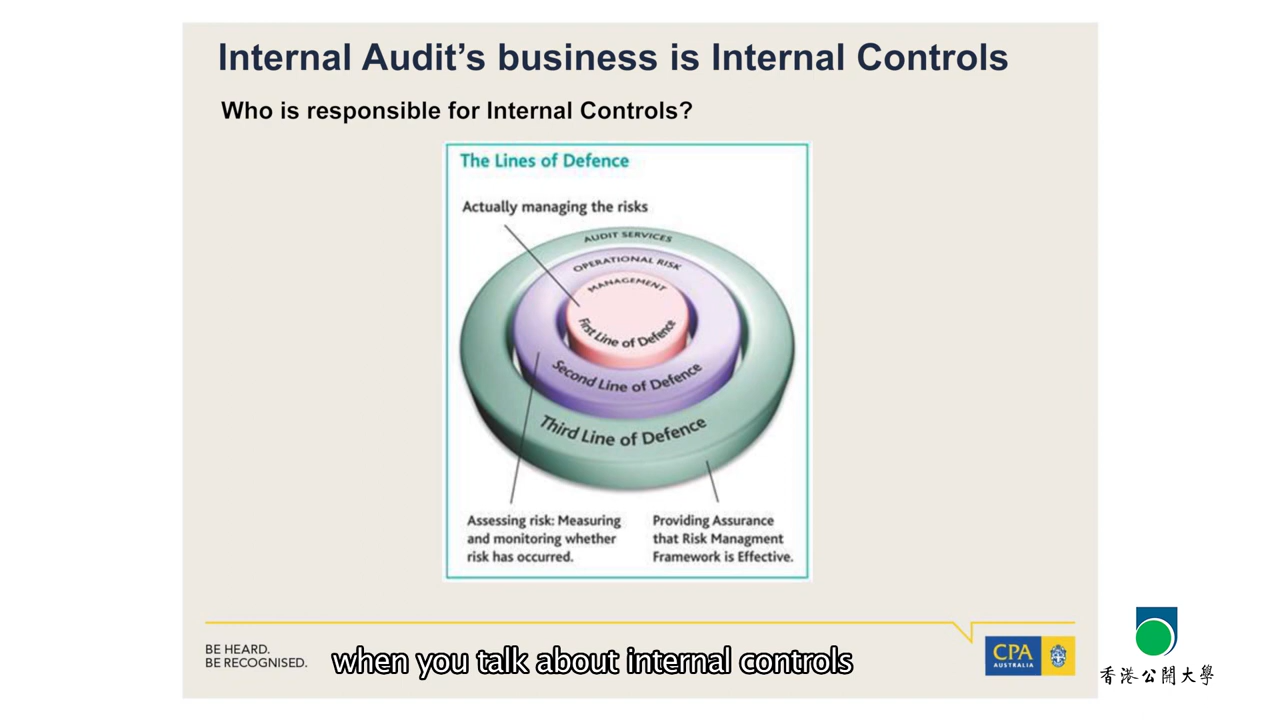 Internal Audit's business is Internal Controls
Who is responsible for Internal Controls?
The Lines of Defence
Actually managing the risks
AUDIT SERVICES
OPERATIONAL RISK
MANAGEMENT
First Line of Defence
Second Line of Defence
Third Line of Defence
Assessing risk: Measuring
and monitoring whether
risk has occurred.
Providing Assurance
that Risk Managment
Framework is Effective.
BE HEARD.
BE RECOGNISED.
when you talk about internal controls
CPA
AUSTRALIA
香港公開大學